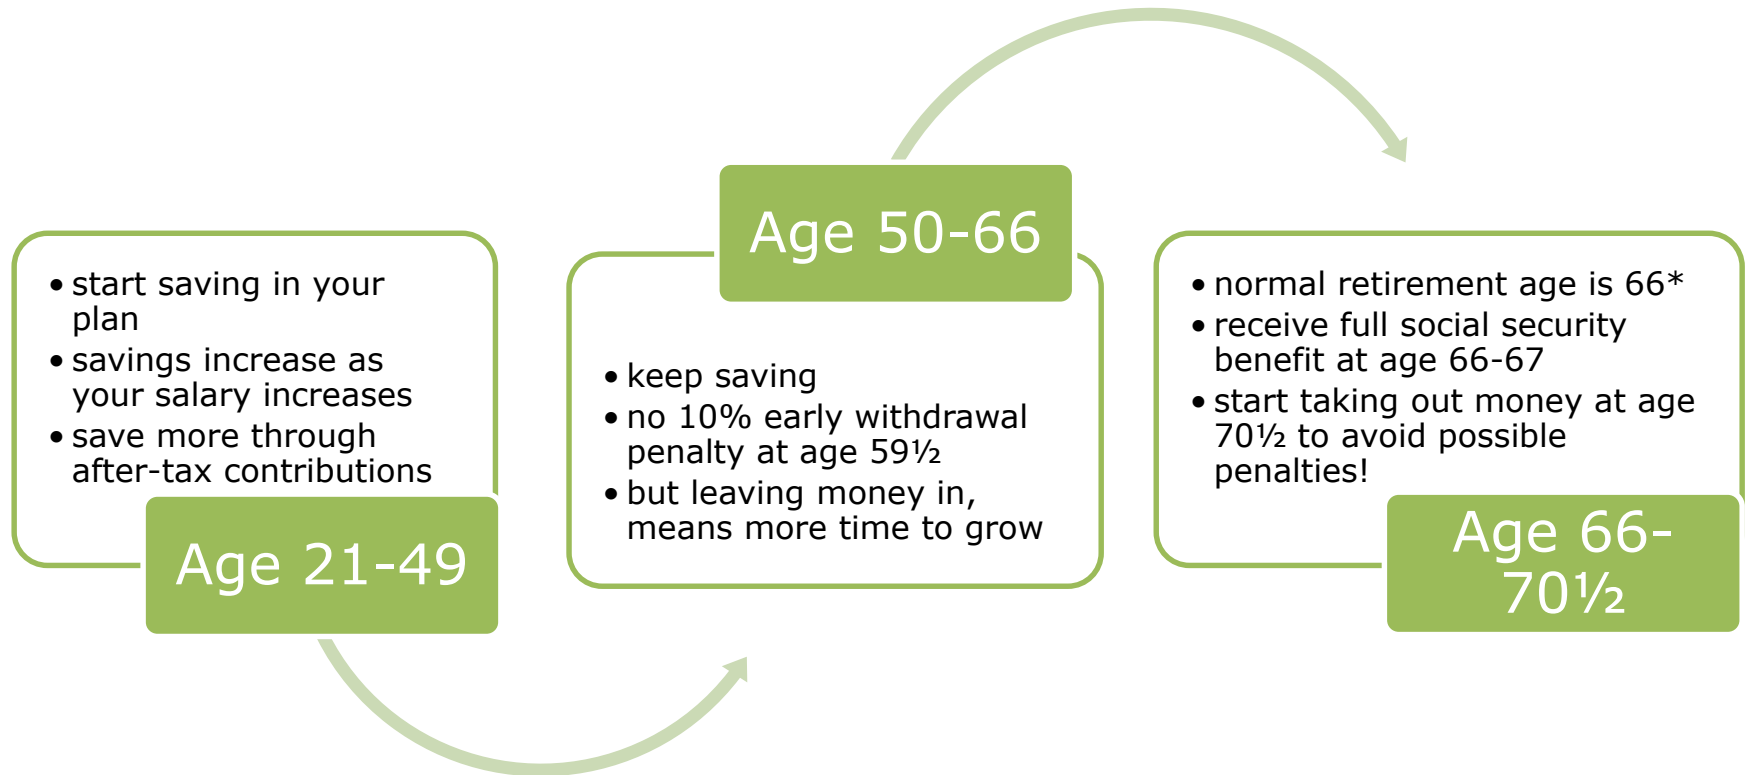 • start saving in your
plan
• savings increase as
your salary increases
• save more through
after-tax contributions
Age 21-49
Age 50-66
• keep saving
• no 10% early withdrawal
penalty at age 59½
• but leaving money in,
means more time to grow
• normal retirement age is 66*
• receive full social security
benefit at age 66-67
• start taking out money at age
70½ to avoid possible
penalties!
Age 66-
70½